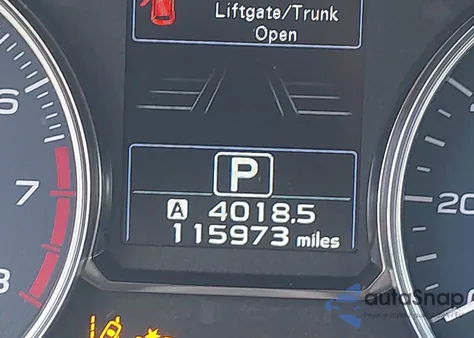 Liftgate/Trunk
Open
6
7
8
P
A 4018.5
115973 miles
20
autoSnap